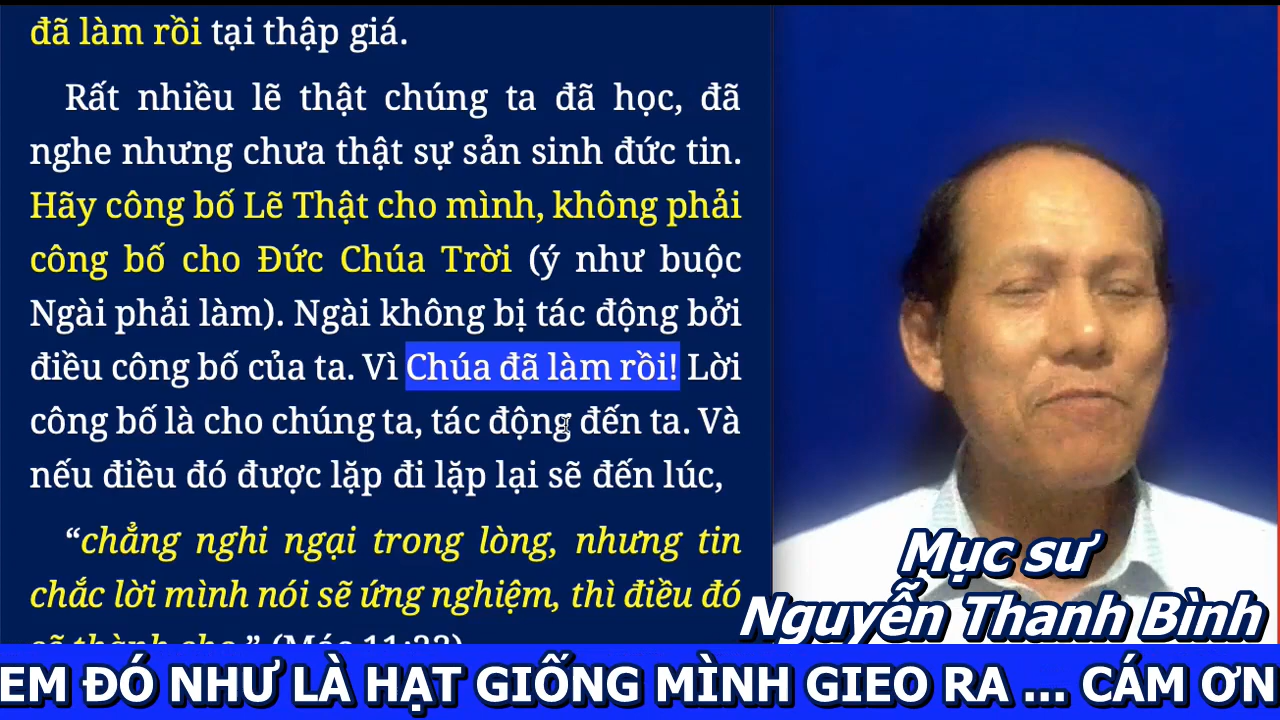 đã làm rồi tại thập giá.
Rất nhiều lẽ thật chúng ta đã học, đã
nghe nhưng chưa thật sự sản sinh đức tin.
Hãy công bố Lẽ Thật cho mình, không phải
công bố cho Đức Chúa Trời (ý như buộc
Ngài phải làm). Ngài không bị tác động bởi
điều công bố của ta. Vì Chúa đã làm rồi! Lời
công bố là cho chúng ta, tác động đến ta. Và
nếu điều đó được lặp đi lặp lại sẽ đến lúc,
“chẳng nghi ngại trong lòng, nhưng tin
chắc lời mình nói sẽ ứng nghiệm, thì điều đó
Mục sư
Nguyễn Thanh Bình
EM ĐÓ NHƯ LÀ HẠT GIỐNG MÌNH GIEO RA ... CÁM ƠN